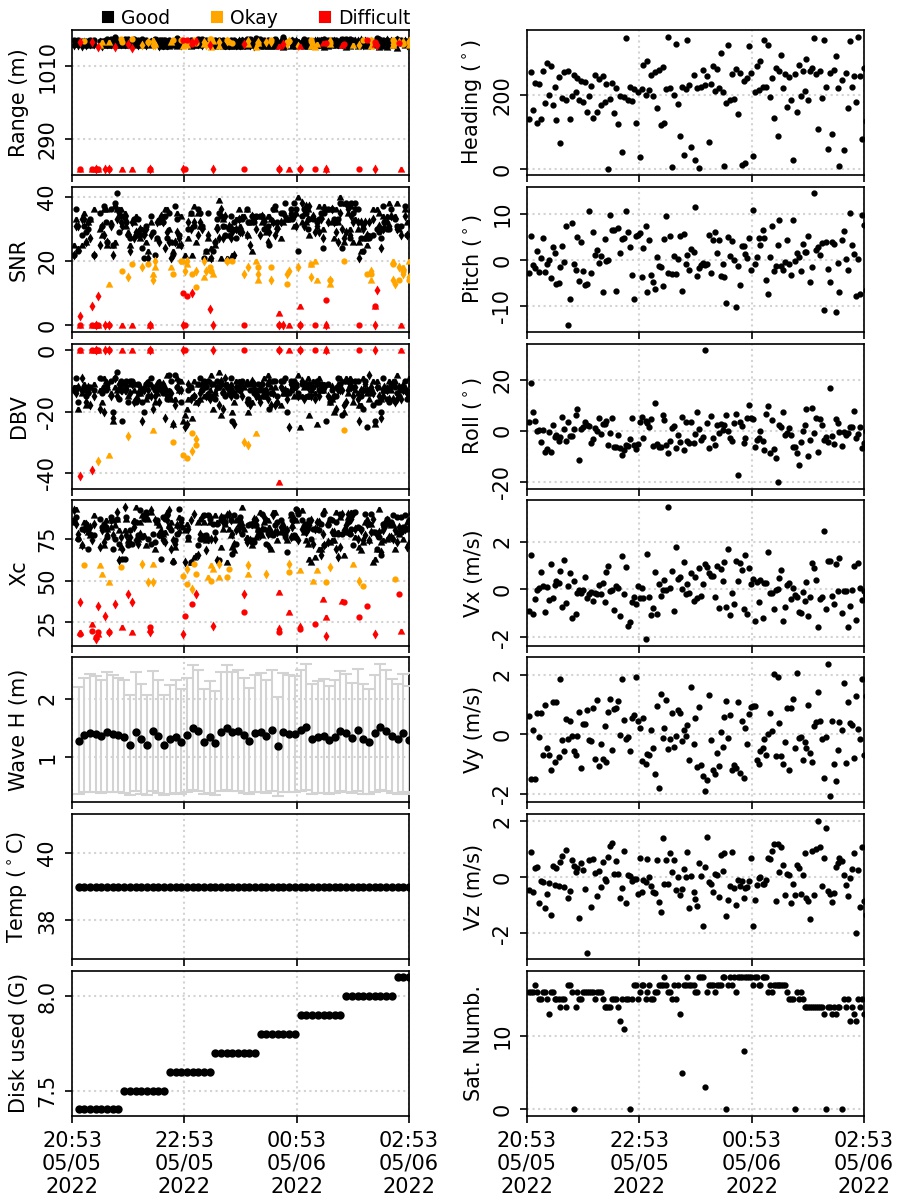 Good Okay Difficult
Range (m)
1010
290
SNR
40
20
0
DBV
0
-20
-40
Xc
75
50
25
Wave H (m)
2
1
Temp (°C)
40
38
Disk used (G)
8.0
7.5
20:53 22:53 00:53 02:53
05/05 05/05 05/06 05/06
2022 2022 2022 2022
Heading (°)
200
0
Pitch (°)
10
0
-10
Roll (°)
20
0
-20
Vx (m/s)
2
0
-2
Vy (m/s)
2
0
-2
Vz (m/s)
2
0
-2
Sat. Numb.
10
0
20:53 22:53 00:53 02:53
05/05 05/05 05/06 05/06
2022 2022 2022 2022